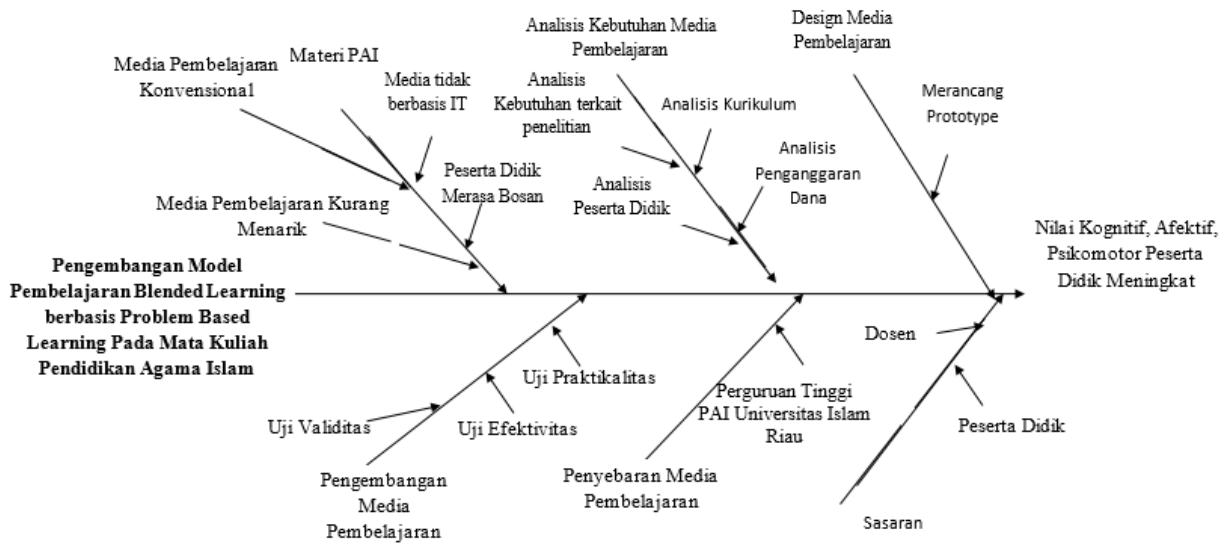 Analisis Kebutuhan Media
Pembelajaran
Design Media
Pembelajaran
Materi PAI
Media Pembelajaran
Konvensional
Media tidak
berbasis IT
Analisis
Kebutuhan terkait
penelitian
Analisis Kurikulum
Merancang
Prototype
Analisis
Penganggaran
Dana
Peserta Didik
Merasa Bosan
Analisis
Peserta Didik
Media Pembelajaran Kurang
Menarik
Nilai Kognitif, Afektif,
Psikomotor Peserta
Didik Meningkat
Pengembangan Model
Pembelajaran Blended Learning
berbasis Problem Based
Learning Pada Mata Kuliah
Pendidikan Agama Islam
Dosen
Uji Praktikalitas
Perguruan Tinggi
PAI Universitas Islam
Riau
Uji Validitas
Uji Efektivitas
Peserta Didik
Pengembangan
Media
Pembelajaran
Penyebaran Media
Pembelajaran
Sasaran